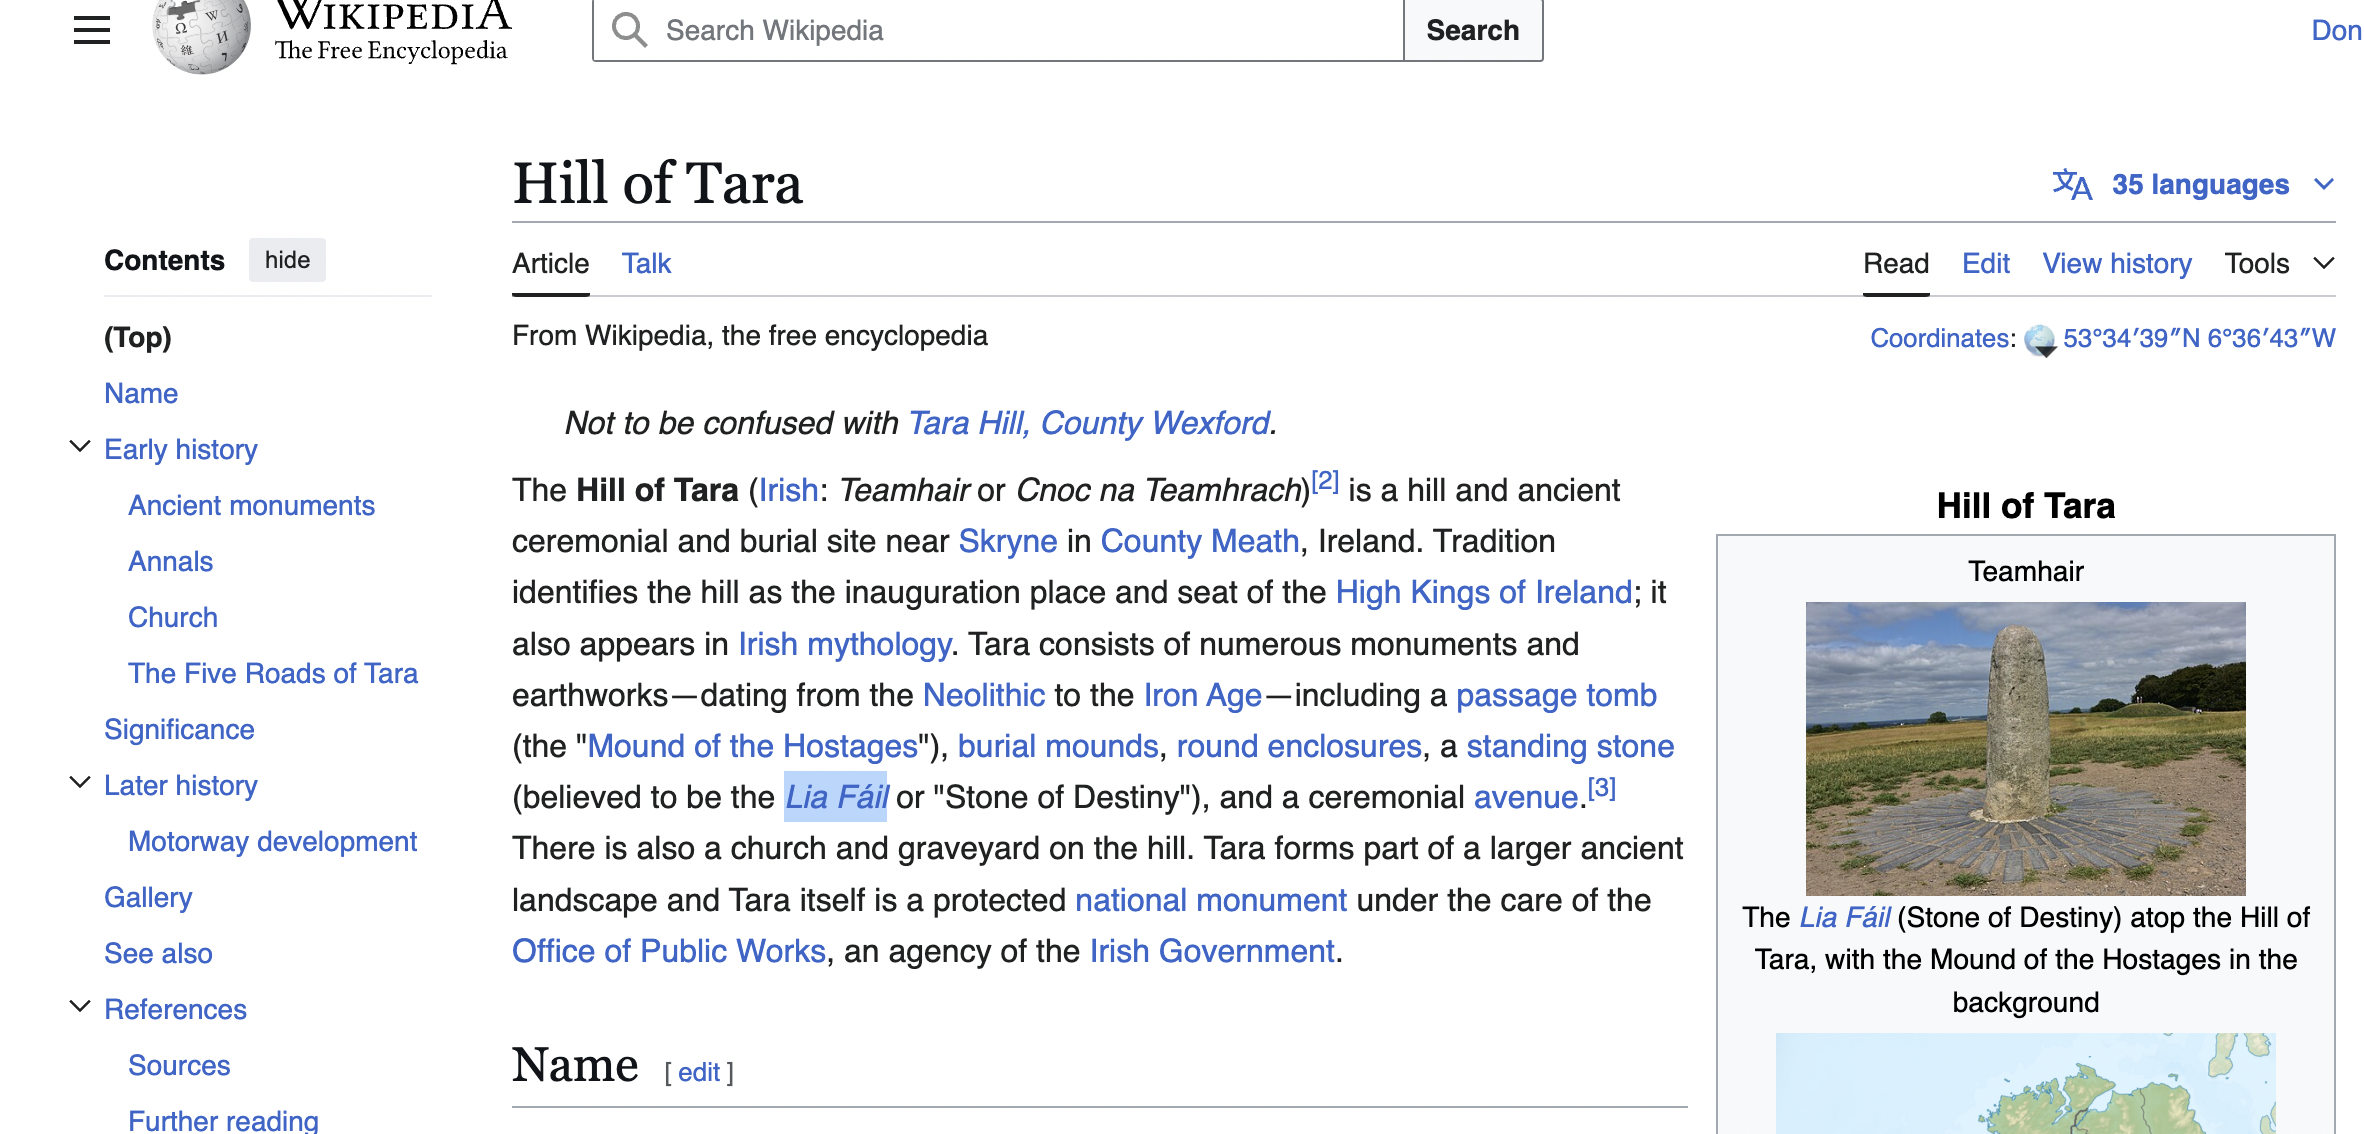 WIKIPEDIA
The Free Encyclopedia
Search Wikipedia
Search
Don
Hill of Tara
35 languages
Contents
hide
(Top)
Name
Early history
Ancient monuments
Annals
Church
The Five Roads of Tara
Significance
Later history
Motorway development
Gallery
See also
References
Sources
Further reading
Article
Talk
Read
Edit
View history
Tools
From Wikipedia, the free encyclopedia
Coordinates: 53°34′39″N 6°36′43″W
Not to be confused with Tara Hill, County Wexford.
The Hill of Tara (Irish: Teamhair or Cnoc na Teamhrach)[2] is a hill and ancient
ceremonial and burial site near Skryne in County Meath, Ireland. Tradition
identifies the hill as the inauguration place and seat of the High Kings of Ireland; it
also appears in Irish mythology. Tara consists of numerous monuments and
earthworks—dating from the Neolithic to the Iron Age—including a passage tomb
(the "Mound of the Hostages"), burial mounds, round enclosures, a standing stone
(believed to be the Lia Fáil or "Stone of Destiny"), and a ceremonial avenue.[3]
There is also a church and graveyard on the hill. Tara forms part of a larger ancient
landscape and Tara itself is a protected national monument under the care of the
Office of Public Works, an agency of the Irish Government.
Name [ edit ]
Hill of Tara
Teamhair
The Lia Fáil (Stone of Destiny) atop the Hill of
Tara, with the Mound of the Hostages in the
background